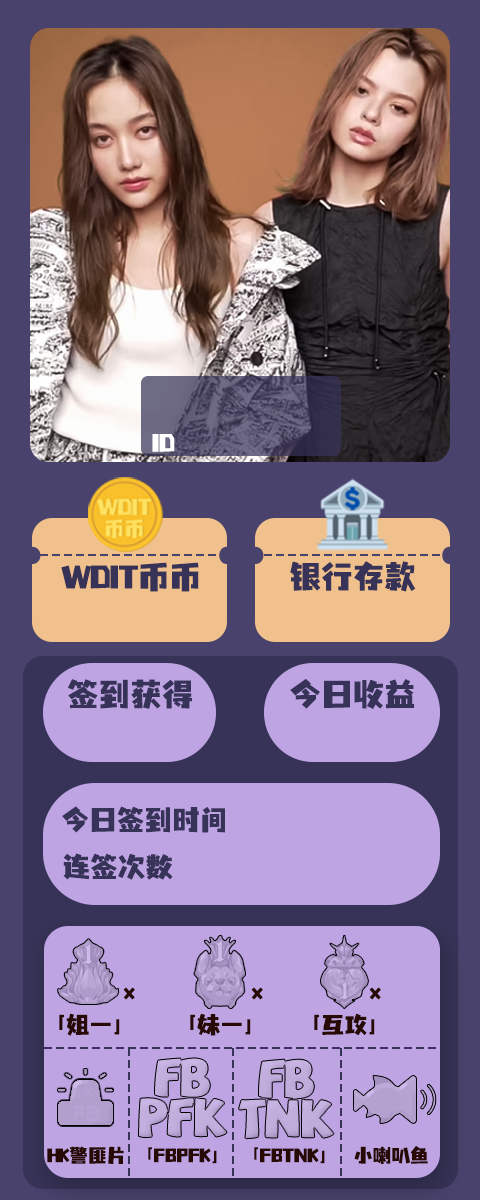 ID
WDIT
币币
WDIT币币
银行存款
签到获得
今日收益
今日签到时间
连签次数
× × ×
「姐一」 「妹一」 「互攻」
FB
PFK
FB
TNK
HK警匪片 「FBPFK」 「FBTNK」 小喇叭鱼